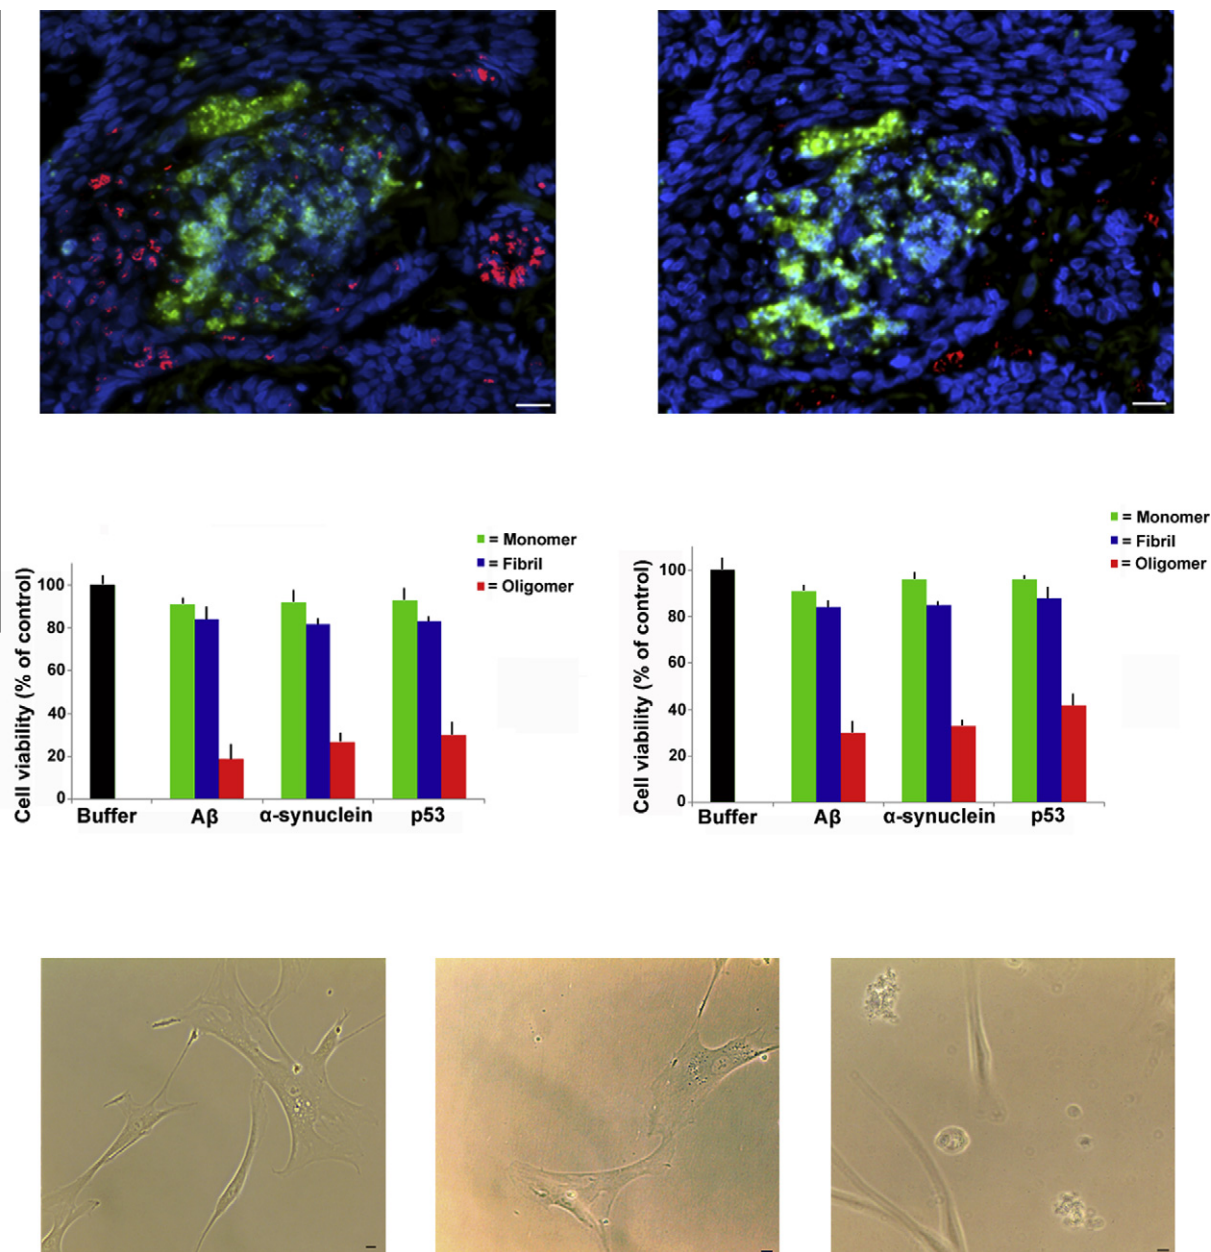 = Monomer
= Fibril
= Oligomer
Cell viability (% of control)
100
80
60
40
20
0
Buffer
Aβ
α-synuclein
p53
= Monomer
= Fibril
= Oligomer
Cell viability (% of control)
100
80
60
40
20
0
Buffer
Aβ
α-synuclein
p53